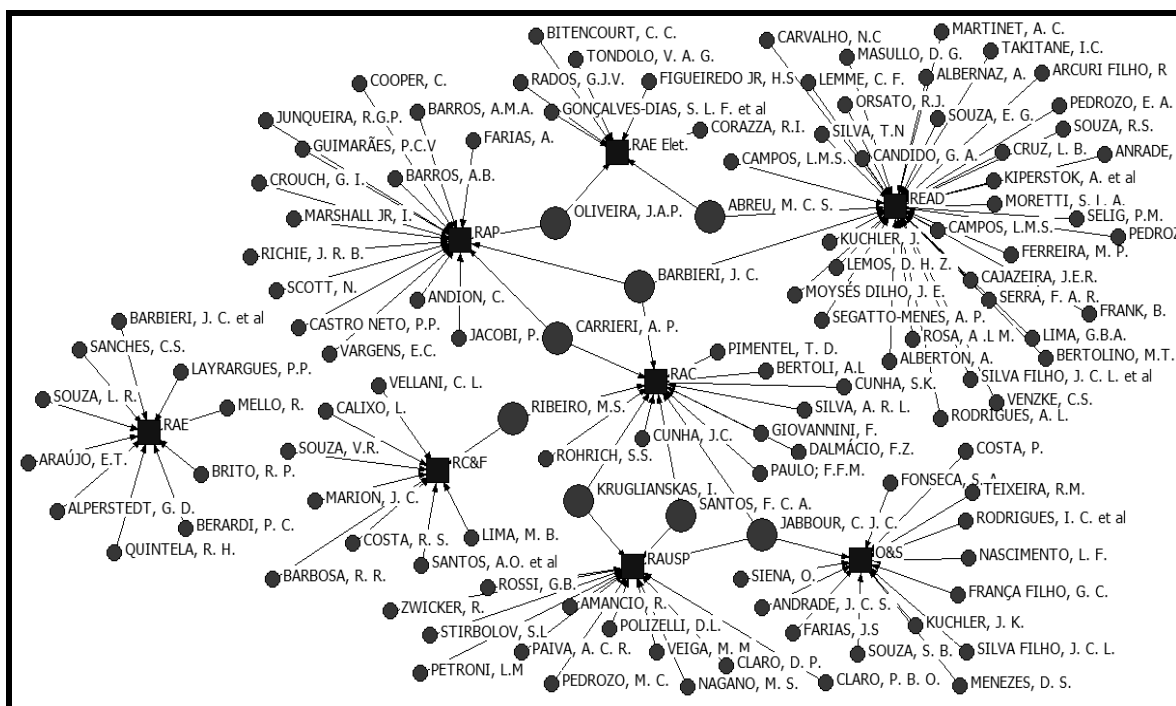 BITENCOURT, C. C.
TONDOLO, V. A. G.
RADOS, G.J.V.
FIGUEIREDO JR, H.S
GONÇALVES-DIAS, S. L. F. et al
CORAZZA, R.I.
RAE Elet.
CARVALHO, N.C
MARTINET, A. C.
MASULLO, D. G.
TAKITANE, I.C.
LEMME, C. F.
ALBERNAZ, A.
ARCURI FILHO, R
ORSATO, R.J.
PEDROZO, E. A.
SOUZA, E. G.
SILVA, T.N
SOUZA, R.S.
CAMPOS, L.M.S.
CANDIDO, G. A.
CRUZ, L. B.
ANRADE,
KIPERSTOK, A. et al
READ
MORETTI, S. L. A.
SELIG, P.M.
CAMPOS, L.M.S.
PEDROZ
KUCHLER, J.
FERREIRA, M. P.
LEMOS, D. H. Z.
CAJAZEIRA, J.E.R.
MOYSÉS DILHO, J. E.
SERRA, F. A. R.
FRANK, B.
SEGATTO-MENES, A. P.
ROSA, A .L M.
LIMA, G.B.A.
ALBERTON, A.
BERTOLINO, M.T.
SILVA FILHO, J. C. L. et al
VENZKE, C.S.
RODRIGUES, A. L.
COOPER, C.
BARROS, A.M.A.
JUNQUEIRA, R.G.P.
FARIAS, A.
GUIMARÃES, P.C.V
CROUCH, G. I.
BARROS, A.B.
MARSHALL JR, I.
RAP
OLIVEIRA, J.A.P.
ABREU, M. C. S.
RICHIE, J. R. B.
BARBIERI, J. C.
SCOTT, N.
ANDION, C.
CASTRO NETO, P.P.
JACOBI, P.
CARRIERI, A. P.
VARGENS, E.C.
BARBIERI, J. C. et al
SANCHES, C.S.
LAYRARGUES, P.P.
SOUZA, L. R.
MELLO, R.
RAE
ARAÚJO, E.T.
BRITO, R. P.
ALPERSTEDT, G. D.
BERARDI, P. C.
QUINTELA, R. H.
VELLANI, C. L.
CALIXO, L.
RIBEIRO, M.S.
SOUZA, V.R.
RC&F
MARION, J. C.
COSTA, R. S.
LIMA, M. B.
SANTOS, A.O. et al
BARBOSA, R. R.
PIMENTEL, T. D.
RAC
BERTOLI, A.L
CUNHA, S.K.
SILVA, A. R. L.
CUNHA, J.C.
GIOVANNINI, F.
ROHRICH, S.S.
DALMÁCIO, F.Z.
PAULO; F.F.M.
KRUGLIANSKAS, I.
SANTOS, F. C. A.
JABBOUR, C. J. C.
RAUSP
ROSSI, G.B.
ZWICKER, R.
AMANCIO, R.
STIRBOLOV, S.L
POLIZELLI, D.L.
PAIVA, A. C. R.
VEIGA, M. M
PETRONI, L.M
CLARO, D. P.
PEDROZO, M. C.
NAGANO, M. S.
CLARO, P. B. O.
COSTA, P.
FONSECA, S. A
TEIXEIRA, R.M.
RODRIGUES, I. C. et al
O&S
NASCIMENTO, L. F.
SIENA, O.
FRANÇA FILHO, G. C.
ANDRADE, J. C. S.
KUCHLER, J. K.
FARIAS, J.S
SOUZA, S. B.
SILVA FILHO, J. C. L.
MENEZES, D. S.